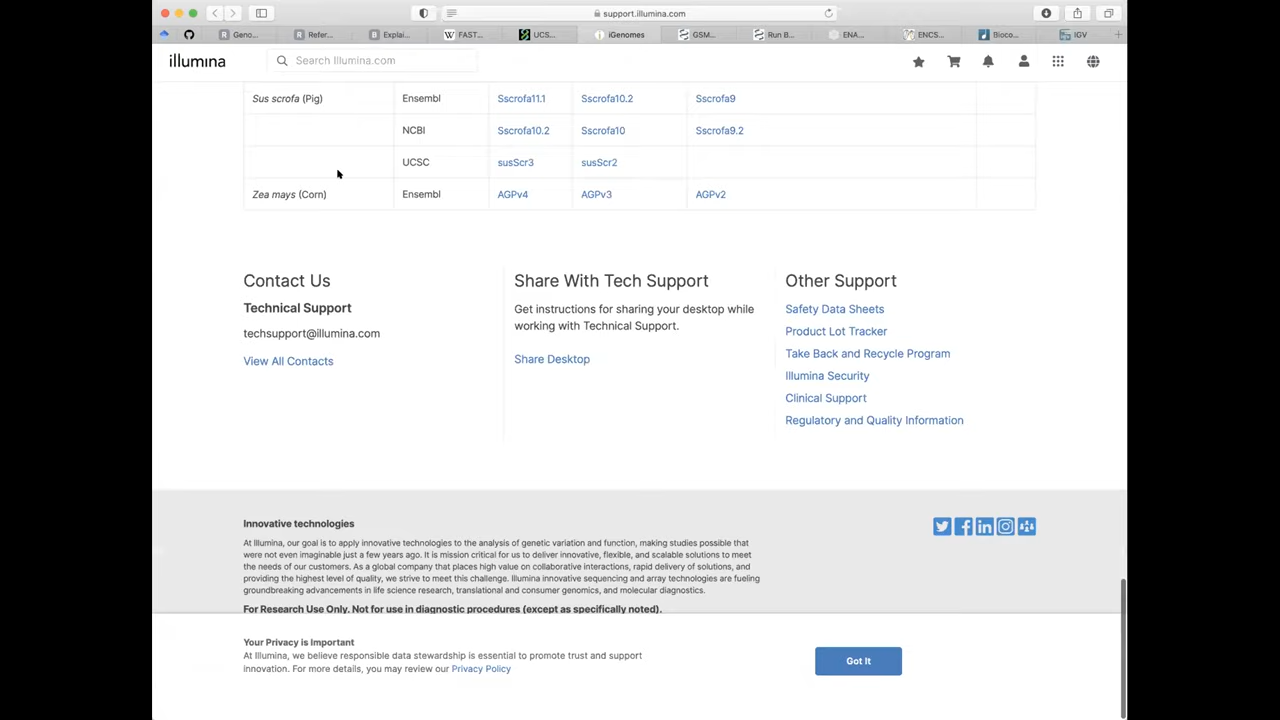 support.illumina.com
Geno...
Refer...
Explai...
FAST...
UCS...
iGenomes
GSM...
Run B...
ENA...
ENCS...
Bioco...
IGV
illumina
Search Illumina.com
Sus scrofa (Pig) Ensembl Sscrofa11.1 Sscrofa10.2 Sscrofa9
NCBI Sscrofa10.2 Sscrofa10 Sscrofa9.2
UCSC susScr3 susScr2
Zea mays (Corn) Ensembl AGPv4 AGPv3 AGPv2
Contact Us
Technical Support
techsupport@illumina.com
View All Contacts
Share With Tech Support
Get instructions for sharing your desktop while
working with Technical Support.
Share Desktop
Other Support
Safety Data Sheets
Product Lot Tracker
Take Back and Recycle Program
Illumina Security
Clinical Support
Regulatory and Quality Information
Innovative technologies
At Illumina, our goal is to apply innovative technologies to the analysis of genetic variation and function, making studies possible that
were not even imaginable just a few years ago. It is mission critical for us to deliver innovative, flexible, and scalable solutions to meet
the needs of our customers. As a global company that places high value on collaborative interactions, rapid delivery of solutions, and
providing the highest level of quality, we strive to meet this challenge. Illumina innovative sequencing and array technologies are fueling
groundbreaking advancements in life science research, translational and consumer genomics, and molecular diagnostics.
For Research Use Only. Not for use in diagnostic procedures (except as specifically noted).
Your Privacy is Important
At Illumina, we believe responsible data stewardship is essential to promote trust and support
innovation. For more details, you may review our Privacy Policy
Got It